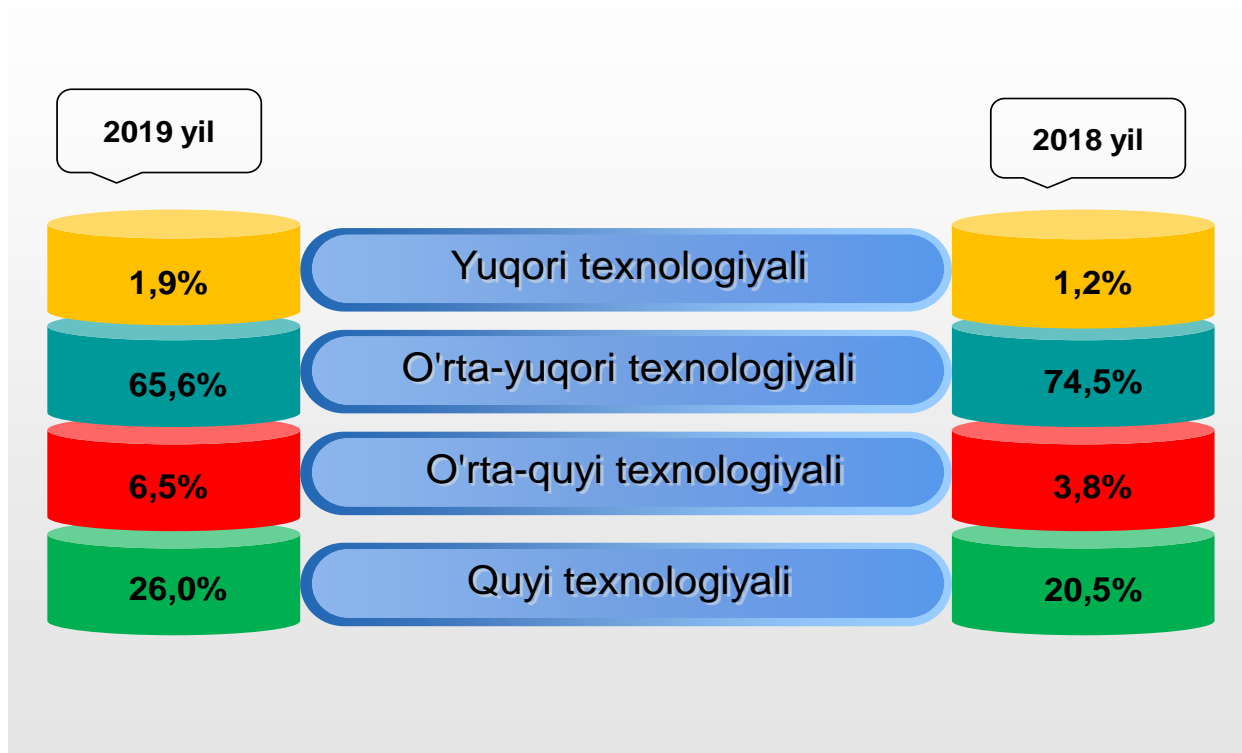 2019 yil
2018 yil
1,9%
Yuqori texnologiyali
1,2%
65,6%
O'rta-yuqori texnologiyali
74,5%
6,5%
O'rta-quyi texnologiyali
3,8%
26,0%
Quyi texnologiyali
20,5%